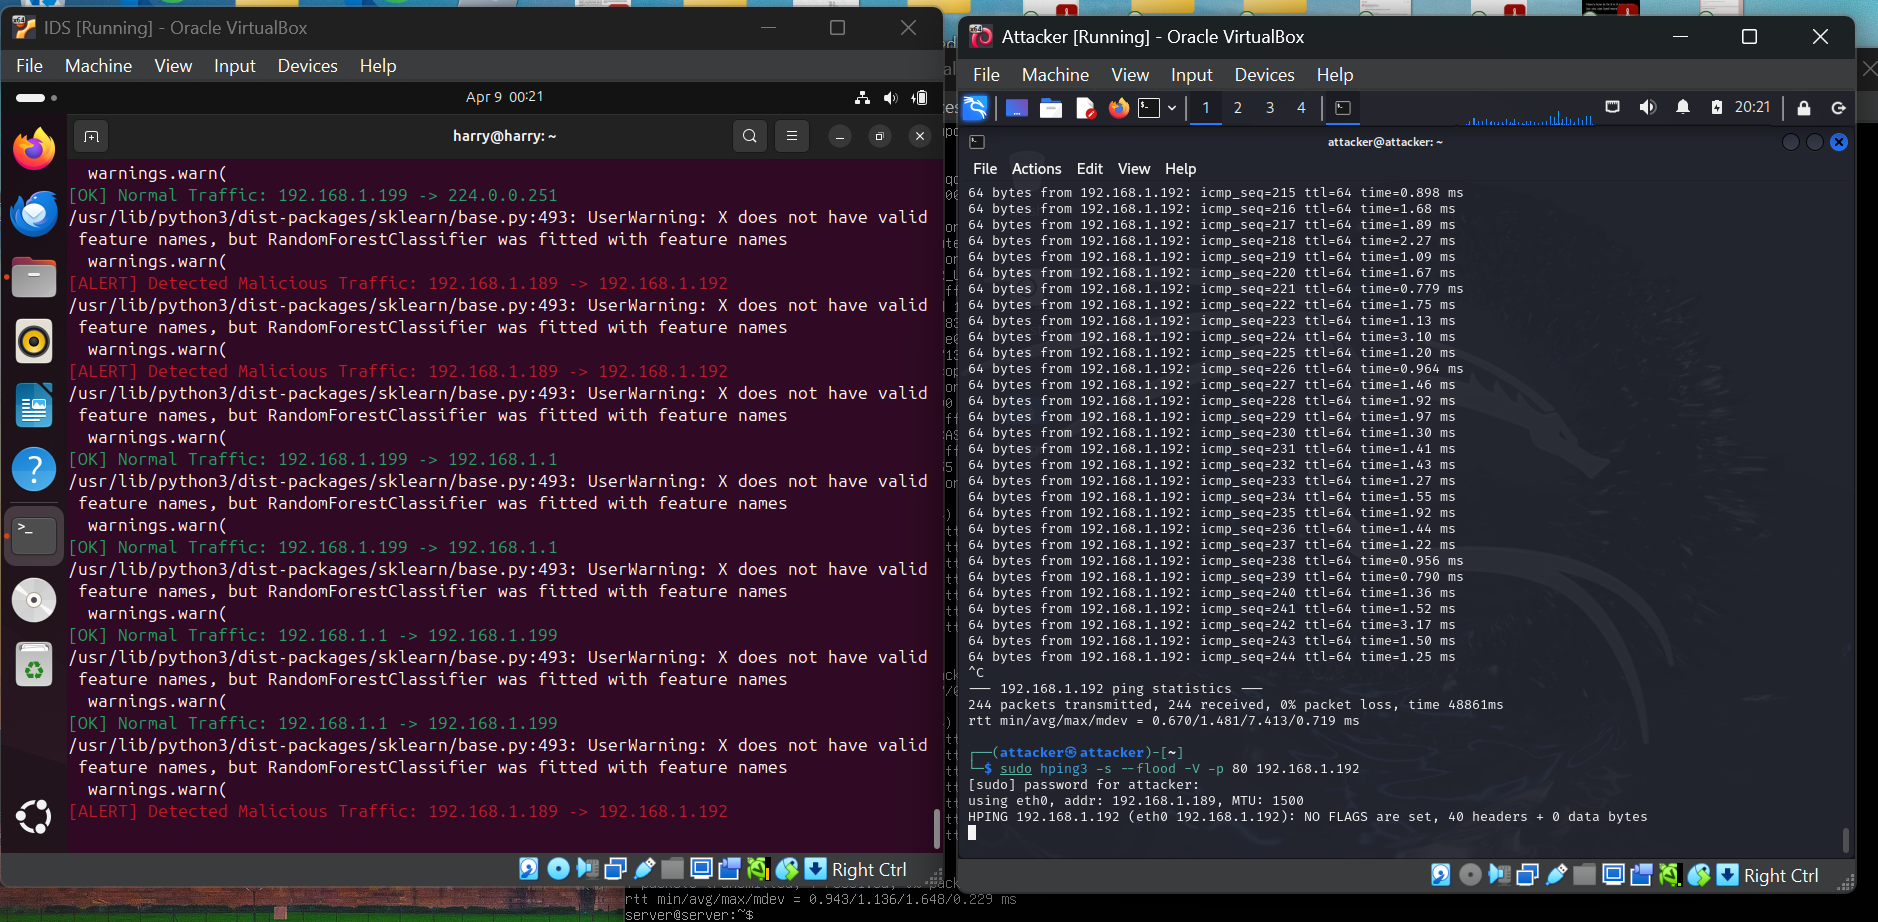 IDS [Running] - Oracle VirtualBox
File Machine View Input Devices Help
Apr 9 00:21
harry@harry: ~
warnings.warn(
[OK] Normal Traffic: 192.168.1.199 -> 224.0.0.251
/usr/lib/python3/dist-packages/sklearn/base.py:493: UserWarning: X does not have valid
feature names, but RandomForestClassifier was fitted with feature names
warnings.warn(
[ALERT] Detected Malicious Traffic: 192.168.1.189 -> 192.168.1.192
/usr/lib/python3/dist-packages/sklearn/base.py:493: UserWarning: X does not have valid
feature names, but RandomForestClassifier was fitted with feature names
warnings.warn(
[ALERT] Detected Malicious Traffic: 192.168.1.189 -> 192.168.1.192
/usr/lib/python3/dist-packages/sklearn/base.py:493: UserWarning: X does not have valid
feature names, but RandomForestClassifier was fitted with feature names
warnings.warn(
[OK] Normal Traffic: 192.168.1.199 -> 192.168.1.1
/usr/lib/python3/dist-packages/sklearn/base.py:493: UserWarning: X does not have valid
feature names, but RandomForestClassifier was fitted with feature names
warnings.warn(
[OK] Normal Traffic: 192.168.1.199 -> 192.168.1.1
/usr/lib/python3/dist-packages/sklearn/base.py:493: UserWarning: X does not have valid
feature names, but RandomForestClassifier was fitted with feature names
warnings.warn(
[OK] Normal Traffic: 192.168.1.1 -> 192.168.1.199
/usr/lib/python3/dist-packages/sklearn/base.py:493: UserWarning: X does not have valid
feature names, but RandomForestClassifier was fitted with feature names
warnings.warn(
[OK] Normal Traffic: 192.168.1.1 -> 192.168.1.199
/usr/lib/python3/dist-packages/sklearn/base.py:493: UserWarning: X does not have valid
feature names, but RandomForestClassifier was fitted with feature names
warnings.warn(
[ALERT] Detected Malicious Traffic: 192.168.1.189 -> 192.168.1.192
Right Ctrl
Attacker [Running] - Oracle VirtualBox
File Machine View Input Devices Help
1 2 3 4
20:21
attacker@attacker: ~
File Actions Edit View Help
64 bytes from 192.168.1.192: icmp_seq=215 ttl=64 time=0.898 ms
64 bytes from 192.168.1.192: icmp_seq=216 ttl=64 time=1.68 ms
64 bytes from 192.168.1.192: icmp_seq=217 ttl=64 time=1.89 ms
64 bytes from 192.168.1.192: icmp_seq=218 ttl=64 time=2.27 ms
64 bytes from 192.168.1.192: icmp_seq=219 ttl=64 time=1.09 ms
64 bytes from 192.168.1.192: icmp_seq=220 ttl=64 time=1.67 ms
64 bytes from 192.168.1.192: icmp_seq=221 ttl=64 time=0.779 ms
64 bytes from 192.168.1.192: icmp_seq=222 ttl=64 time=1.75 ms
64 bytes from 192.168.1.192: icmp_seq=223 ttl=64 time=1.13 ms
64 bytes from 192.168.1.192: icmp_seq=224 ttl=64 time=3.10 ms
64 bytes from 192.168.1.192: icmp_seq=225 ttl=64 time=1.20 ms
64 bytes from 192.168.1.192: icmp_seq=226 ttl=64 time=0.964 ms
64 bytes from 192.168.1.192: icmp_seq=227 ttl=64 time=1.46 ms
64 bytes from 192.168.1.192: icmp_seq=228 ttl=64 time=1.92 ms
64 bytes from 192.168.1.192: icmp_seq=229 ttl=64 time=1.97 ms
64 bytes from 192.168.1.192: icmp_seq=230 ttl=64 time=1.30 ms
64 bytes from 192.168.1.192: icmp_seq=231 ttl=64 time=1.41 ms
64 bytes from 192.168.1.192: icmp_seq=232 ttl=64 time=1.43 ms
64 bytes from 192.168.1.192: icmp_seq=233 ttl=64 time=1.27 ms
64 bytes from 192.168.1.192: icmp_seq=234 ttl=64 time=1.55 ms
64 bytes from 192.168.1.192: icmp_seq=235 ttl=64 time=1.92 ms
64 bytes from 192.168.1.192: icmp_seq=236 ttl=64 time=1.44 ms
64 bytes from 192.168.1.192: icmp_seq=237 ttl=64 time=1.22 ms
64 bytes from 192.168.1.192: icmp_seq=238 ttl=64 time=0.956 ms
64 bytes from 192.168.1.192: icmp_seq=239 ttl=64 time=0.790 ms
64 bytes from 192.168.1.192: icmp_seq=240 ttl=64 time=1.36 ms
64 bytes from 192.168.1.192: icmp_seq=241 ttl=64 time=1.52 ms
64 bytes from 192.168.1.192: icmp_seq=242 ttl=64 time=3.17 ms
64 bytes from 192.168.1.192: icmp_seq=243 ttl=64 time=1.50 ms
64 bytes from 192.168.1.192: icmp_seq=244 ttl=64 time=1.25 ms
^C
--- 192.168.1.192 ping statistics ---
244 packets transmitted, 244 received, 0% packet loss, time 48861ms
rtt min/avg/max/mdev = 0.670/1.481/7.413/0.719 ms
┌──(attacker㉿attacker)-[~]
└─$ sudo hping3 -s --flood -V -p 80 192.168.1.192
[sudo] password for attacker:
using eth0, addr: 192.168.1.189, MTU: 1500
HPING 192.168.1.192 (eth0 192.168.1.192): NO FLAGS are set, 40 headers + 0 data bytes
Right Ctrl
rtt min/avg/max/mdev = 0.943/1.136/1.648/0.229 ms
server@server:~$